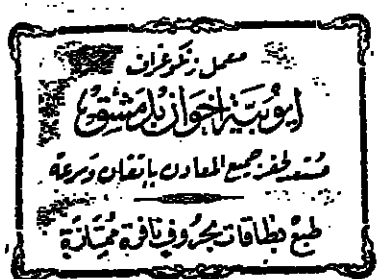 معمل زنكوغراف
ايوبية اخوان بدمشق
مستعد لحفر جميع المعادن باتقان وسرعة
طبع بطاقات بحروف نافرة ممتازة